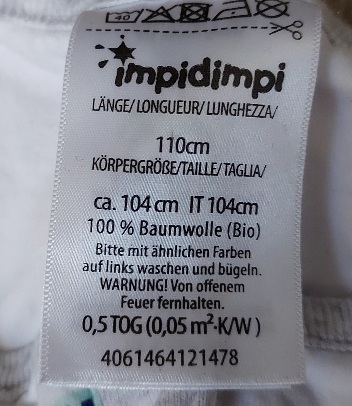 40
impidimpi
LÄNGE/LONGUEUR/LUNGHEZZA/
110cm
KÖRPERGRÖßE/TAILLE/TAGLIA/
ca. 104 cm IT 104cm
100 % Baumwolle (Bio)
Bitte mit ähnlichen Farben
auf links waschen und bügeln.
WARNUNG! Von offenem
Feuer fernhalten.
0,5 TOG (0,05 m²·K/W )
4061464121478